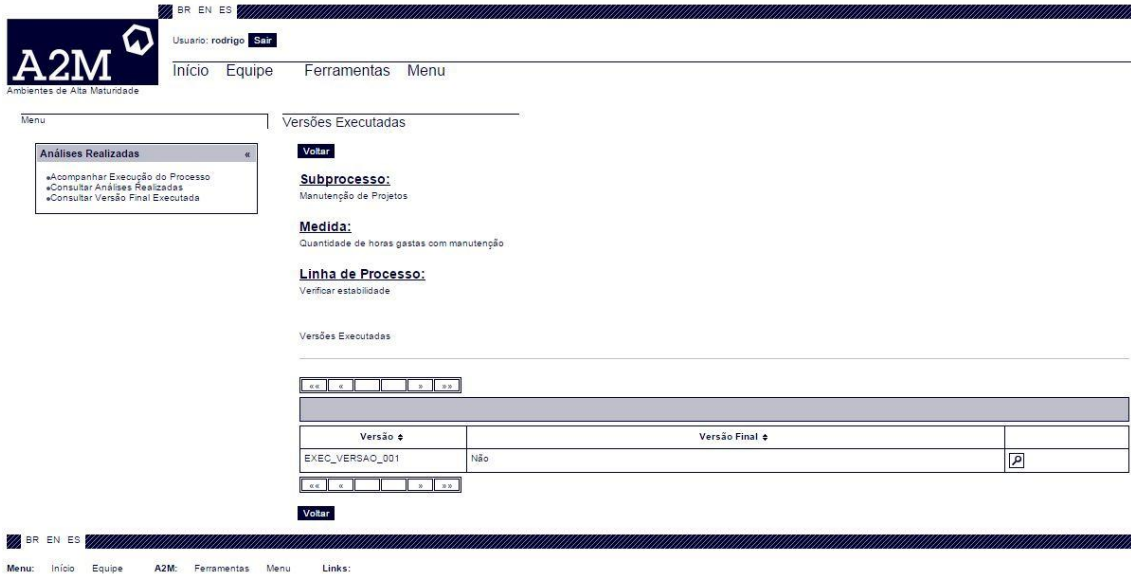 BR EN ES
Usuario: rodrigo Sair
A2M
Ambientes de Alta Maturidade
Início Equipe Ferramentas Menu
Menu
Análises Realizadas «
Acompanhar Execução do Processo
Consultar Análises Realizadas
Consultar Versão Final Executada
Versões Executadas
Voltar
Subprocesso:
Manutenção de Projetos
Medida:
Quantidade de horas gastas com manutenção
Linha de Processo:
Verificar estabilidade
Versões Executadas
«« « » »»
Versão Versão Final
EXEC_VERSAO_001 Não
«« « » »»
Voltar
BR EN ES
Menu: Início Equipe A2M: Ferramentas Menu Links: